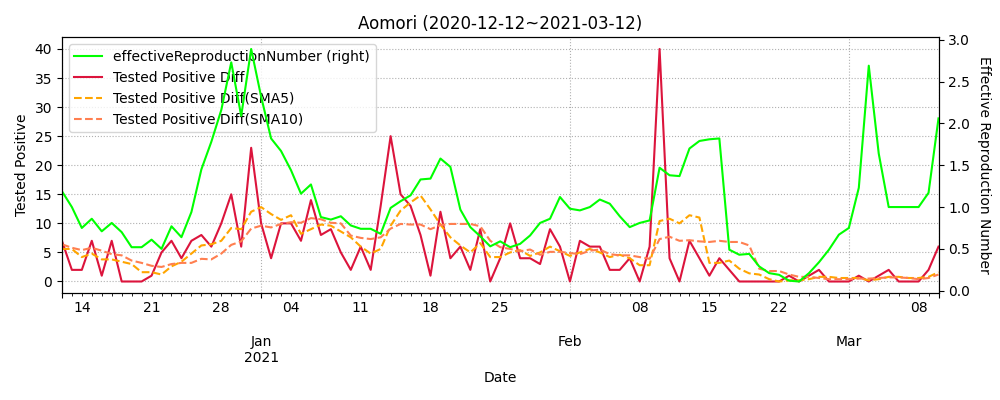 Aomori (2020-12-12~2021-03-12)
effectiveReproductionNumber (right)
Tested Positive Diff
Tested Positive Diff(SMA5)
Tested Positive Diff(SMA10)
Tested Positive
40
35
30
25
20
15
10
5
0
3.0
2.5
2.0
1.5
1.0
0.5
0.0
Effective Reproduction Number
14 21 28 04 11 18 25 08 15 22 08
Jan Feb Mar
2021
Date